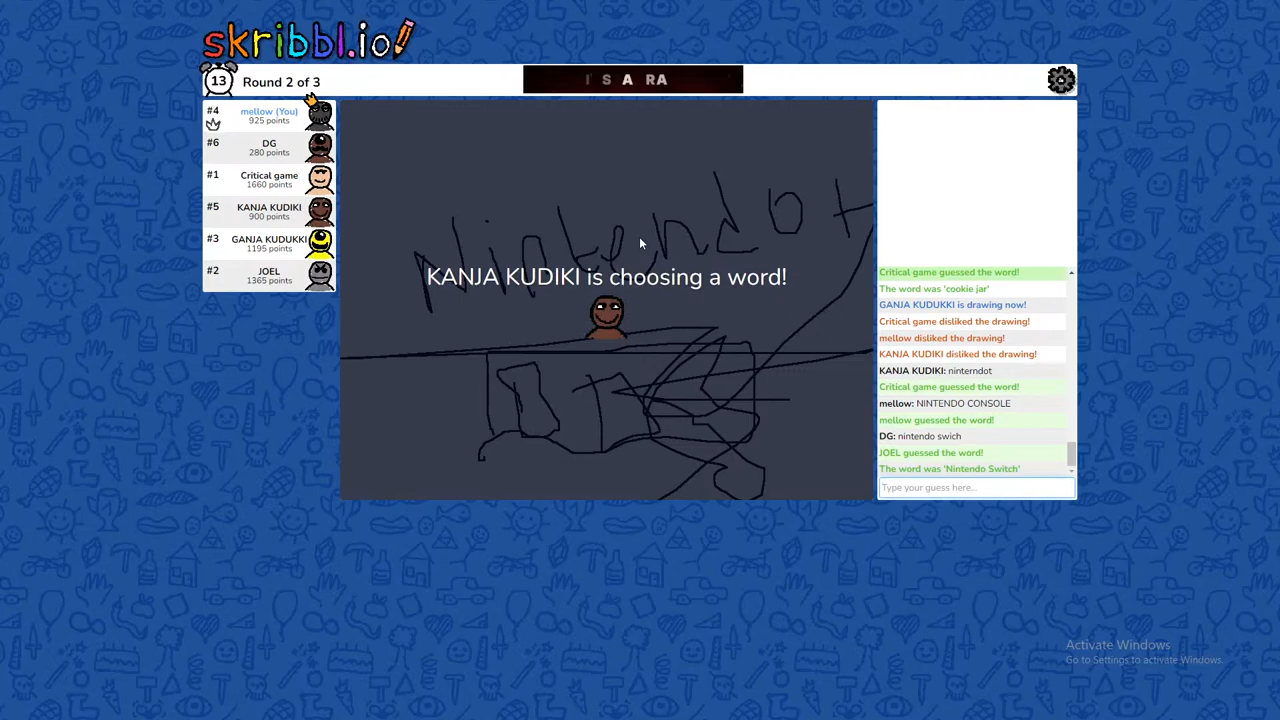 skribbl.io
13
Round 2 of 3
I'S A RA
#4
mellow (You)
925 points
#6
DG
280 points
#1
Critical game
1660 points
#5
KANJA KUDIKI
900 points
#3
GANJA KUDUKKI
1195 points
#2
JOEL
1365 points
Nintendot
KANJA KUDIKI is choosing a word!
Critical game guessed the word!
The word was 'cookie jar'
GANJA KUDUKKI is drawing now!
Critical game disliked the drawing!
mellow disliked the drawing!
KANJA KUDIKI disliked the drawing!
KANJA KUDIKI: ninterndot
Critical game guessed the word!
mellow: NINTENDO CONSOLE
mellow guessed the word!
DG: nintendo swich
JOEL guessed the word!
The word was 'Nintendo Switch'
Type your guess here...
Activate Windows
Go to Settings to activate Windows.